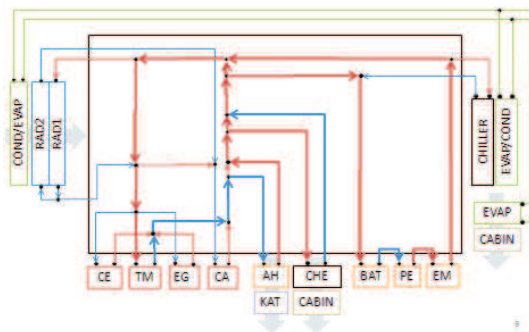 COND/EVAP
RAD2
RAD1
CHILLER
EVAP/COND
EVAP
CABIN
CE
TM
EG
CA
AH
CHE
BAT
PE
EM
KAT
CABIN